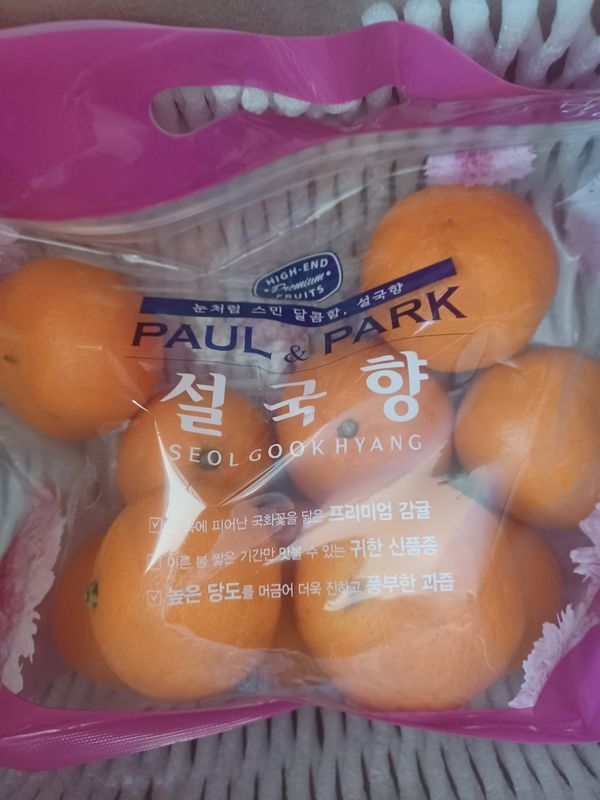 HIGH-END
Premium
FRUITS
눈처럼 스민 달콤함, 설국향
PAUL & PARK
설국향
SEOLGOOKHYANG
속에 피어난 국화꽃을 닮은 프리미엄 감귤
이른 봄 짧은 기간만 맛볼 수 있는 귀한 신품종
높은 당도를 머금어 더욱 진하고 풍부한 과즙